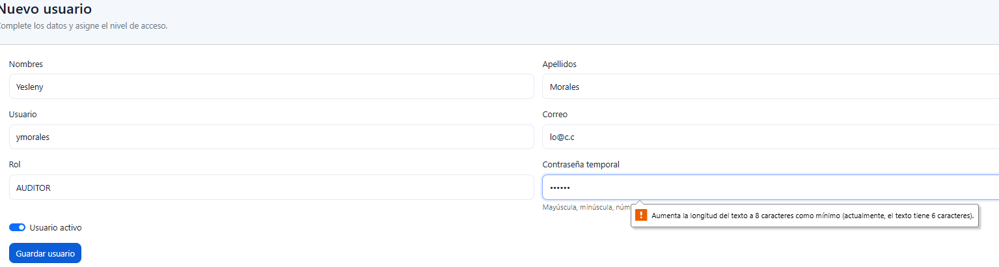 Nuevo usuario
Complete los datos y asigne el nivel de acceso.
Nombres
Apellidos
Yesleny
Morales
Usuario
Correo
ymorales
lo@c.c
Rol
Contraseña temporal
AUDITOR
••••••
Mayúscula, minúscula, núm
Aumenta la longitud del texto a 8 caracteres como mínimo (actualmente, el texto tiene 6 caracteres).
Usuario activo
Guardar usuario